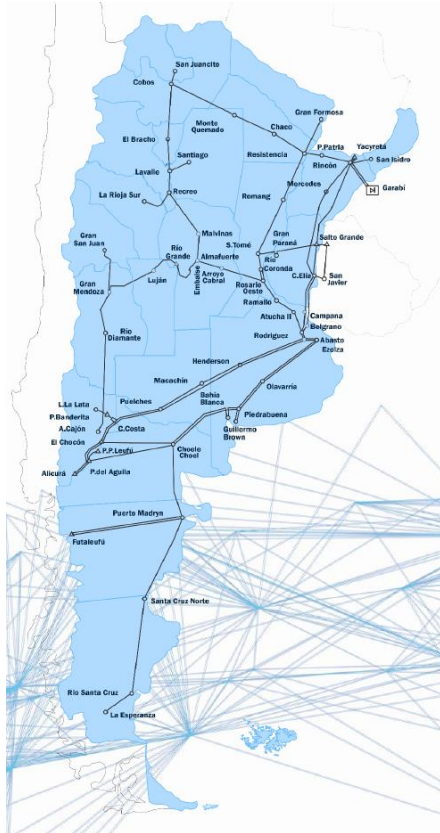 San Juancito
Cobos
Monte
Quemado
Gran Formosa
Chaco
El Bracho
Santiago
Resistencia
P.Patria
Yacyretá
San Isidro
Rincón
Lavalle
La Rioja Sur
Recreo
Romang
Mercedes
Garabí
Gran
San Juan
Malvinas
Gran
Paraná
Salto Grande
Río
Grande
Almafuerte
S.Tomé
Río
Coronda
Embalse
Arroyo
Cabral
C.Elia
San
Javier
Gran
Mendoza
Luján
Rosario
Oeste
Ramallo
Atucha II
Campana
Belgrano
Río
Diamante
Rodriguez
Abasto
Ezeiza
Henderson
Macachín
Olavarría
L.La Lata
Puelches
Bahía
Blanca
P.Banderita
Piedrabuena
A.Cajón
C.Costa
Guillermo
Brown
El Chocón
P.P.Leufú
Choele
Choel
Alicurá
P.del Aguila
Puerto Madryn
Futaleufú
Santa Cruz Norte
Río Santa Cruz
La Esperanza